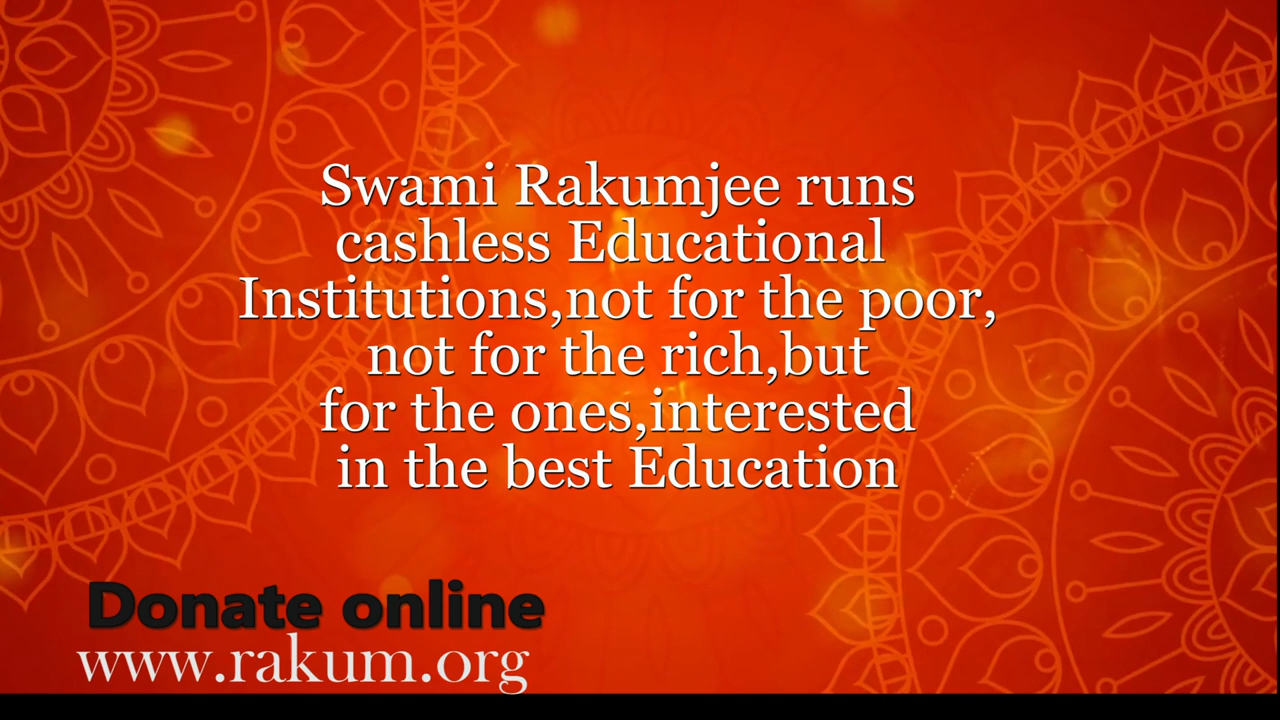 Swami Rakumjee runs
cashless Educational
Institutions,not for the poor,
not for the rich,but
for the ones,interested
in the best Education
Donate online
www.rakum.org